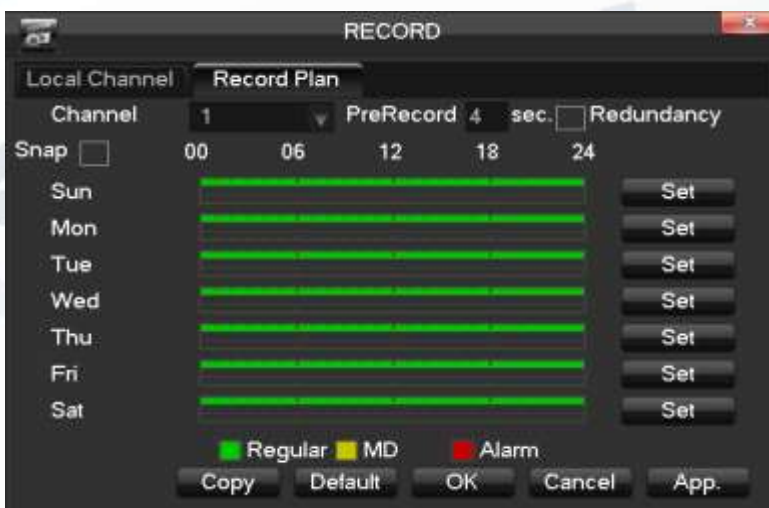 RECORD
Local Channel Record Plan
Channel 1 PreRecord 4 sec. Redundancy
Snap 00 06 12 18 24
Sun Set
Mon Set
Tue Set
Wed Set
Thu Set
Fri Set
Sat Set
Regular MD Alarm
Copy Default OK Cancel App.